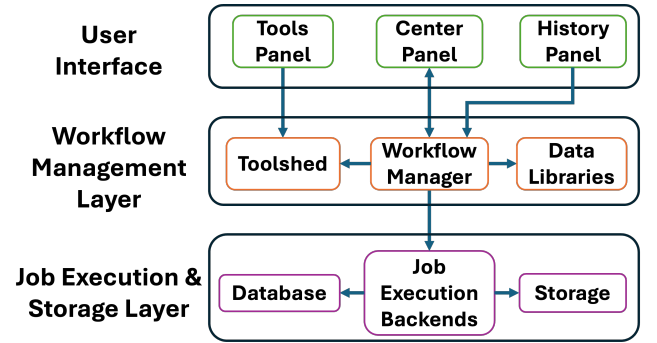 User
Interface
Tools
Panel
Center
Panel
History
Panel
Workflow
Management
Layer
Toolshed
Workflow
Manager
Data
Libraries
Job Execution &
Storage Layer
Database
Job
Execution
Backends
Storage